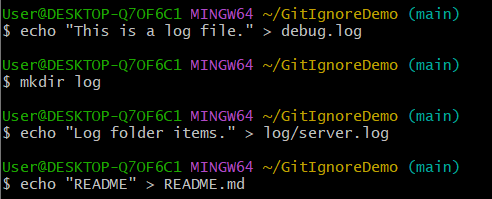 User@DESKTOP-Q7OF6C1 MINGW64 ~/GitIgnoreDemo (main)
$ echo "This is a log file." > debug.log
User@DESKTOP-Q7OF6C1 MINGW64 ~/GitIgnoreDemo (main)
$ mkdir log
User@DESKTOP-Q7OF6C1 MINGW64 ~/GitIgnoreDemo (main)
$ echo "Log folder items." > log/server.log
User@DESKTOP-Q7OF6C1 MINGW64 ~/GitIgnoreDemo (main)
$ echo "README" > README.md